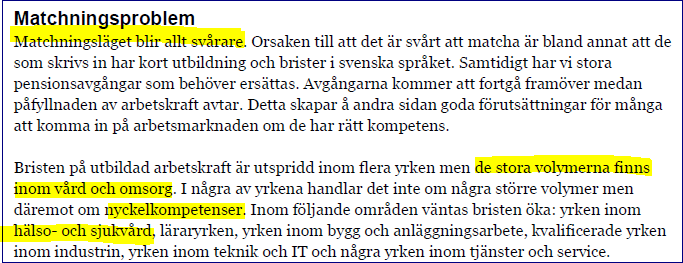 Matchningsproblem
Matchningsläget blir allt svårare. Orsaken till att det är svårt att matcha är bland annat att de
som skrivs in har kort utbildning och brister i svenska språket. Samtidigt har vi stora
pensionsavgångar som behöver ersättas. Avgångarna kommer att fortgå framöver medan
påfyllnaden av arbetskraft avtar. Detta skapar å andra sidan goda förutsättningar för många
att komma in på arbetsmarknaden om de har rätt kompetens.
Bristen på utbildad arbetskraft är utspridd inom flera yrken men de stora volymerna finns
inom vård och omsorg. I några av yrkena handlar det inte om några större volymer men
däremot om nyckelkompetenser. Inom följande områden väntas bristen öka: yrken inom
hälso- och sjukvård, läraryrken, yrken inom bygg och anläggningsarbete, kvalificerade yrken
inom industrin, yrken inom teknik och IT och några yrken inom tjänster och service.